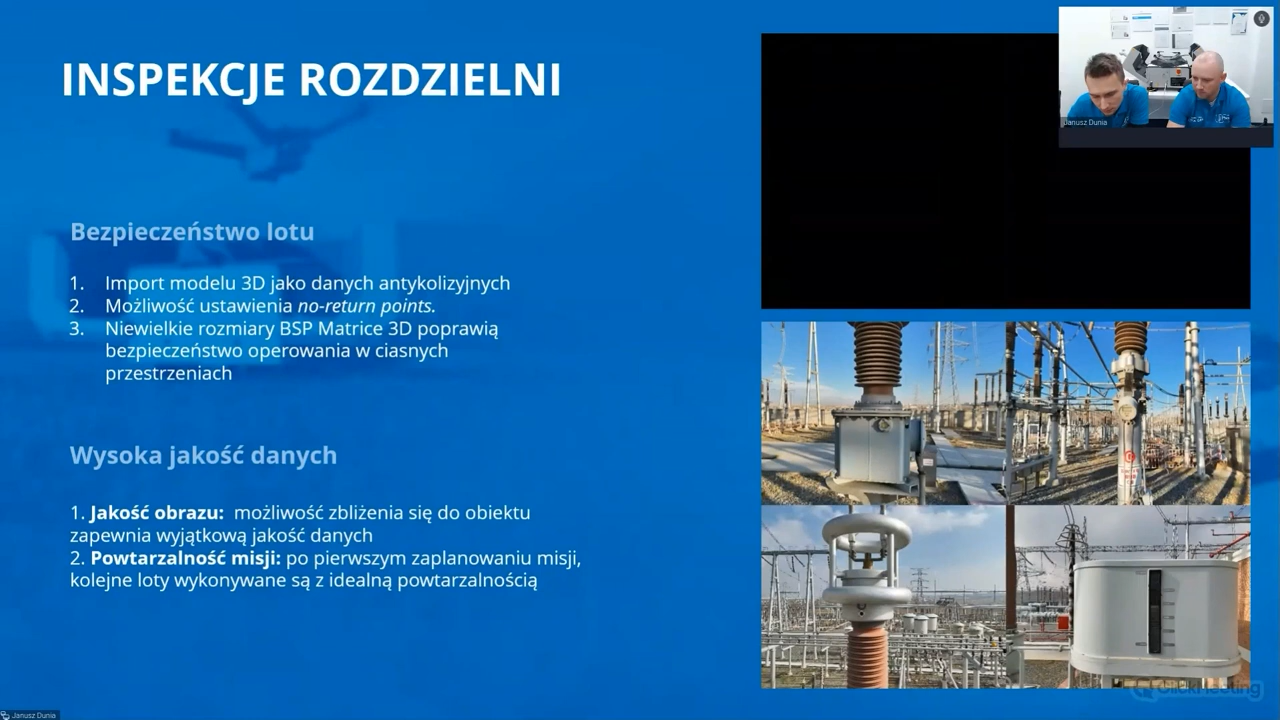 INSPEKCJE ROZDZIELNI
Janusz Dunia
Bezpieczeństwo lotu
1. Import modelu 3D jako danych antykolizyjnych
2. Możliwość ustawienia no-return points.
3. Niewielkie rozmiary BSP Matrice 3D poprawią
bezpieczeństwo operowania w ciasnych
przestrzeniach
Wysoka jakość danych
1. Jakość obrazu: możliwość zbliżenia się do obiektu
zapewnia wyjątkową jakość danych
2. Powtarzalność misji: po pierwszym zaplanowaniu misji,
kolejne loty wykonywane są z idealną powtarzalnością
ClickMeeting
Janusz Dunia